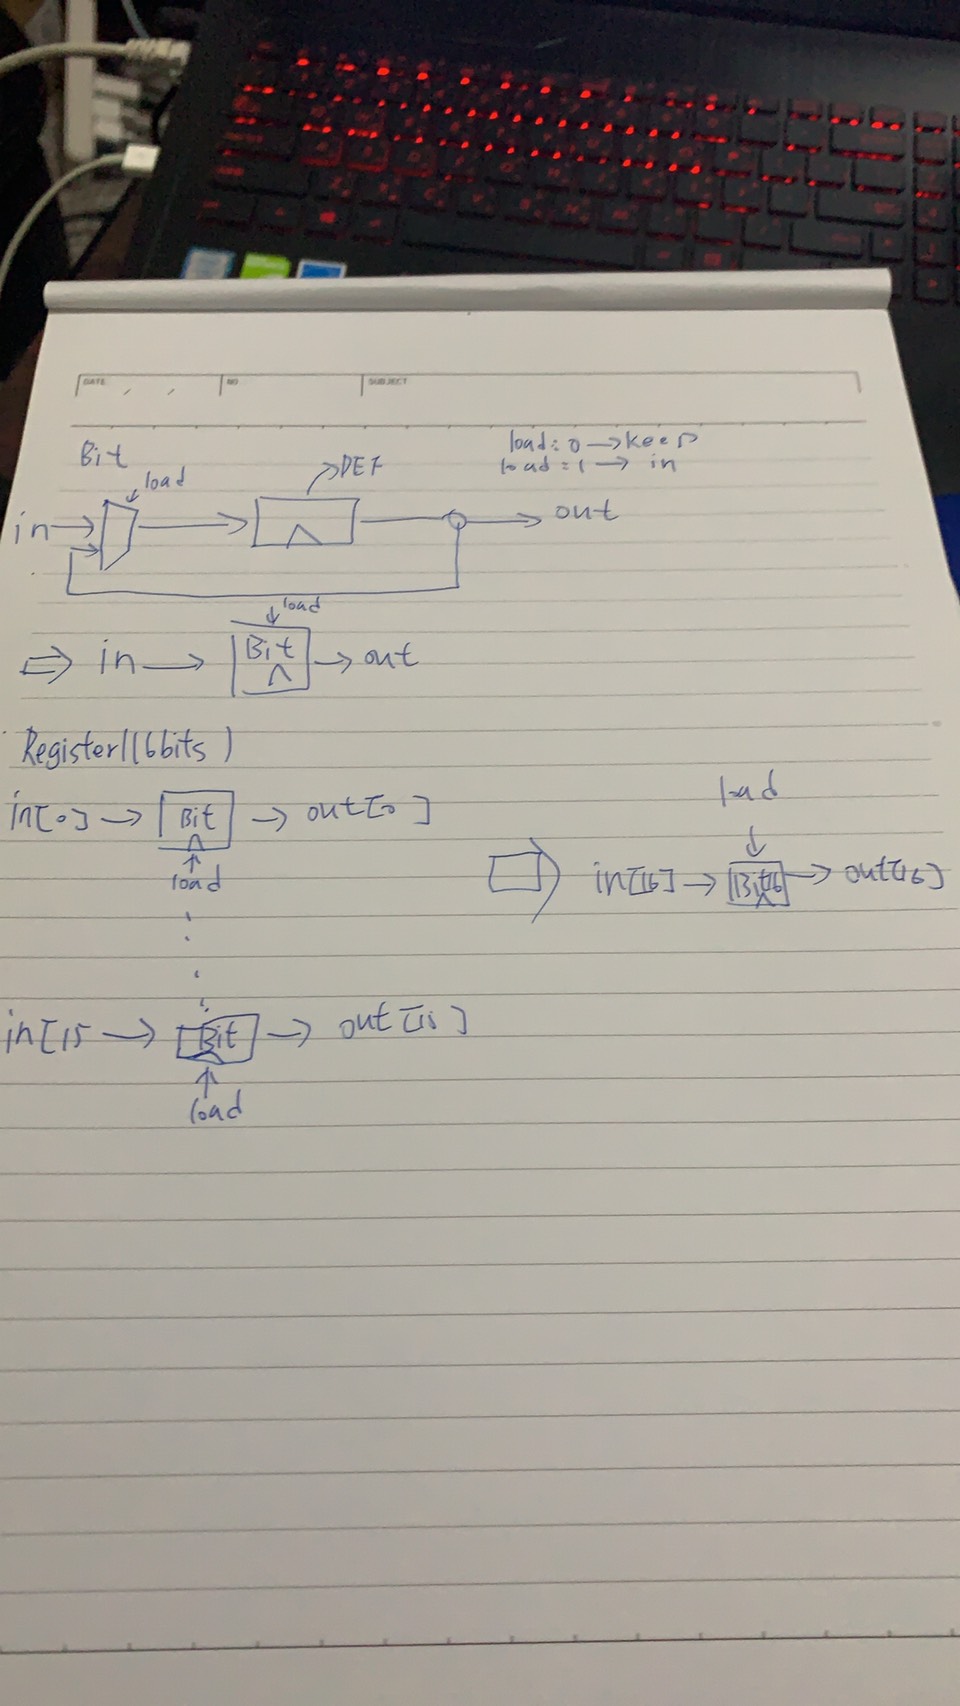 DATE NO SUBJECT
Bit
load:0→keep
load=1→ in
load
→DFF
in→ → → out
load
⇒ in → Bit → out
Register(16bits)
in[0] → Bit → out[0]
load
load
in[16] → Bit16 → out[16]
in[15 → Bit → out[15]
load